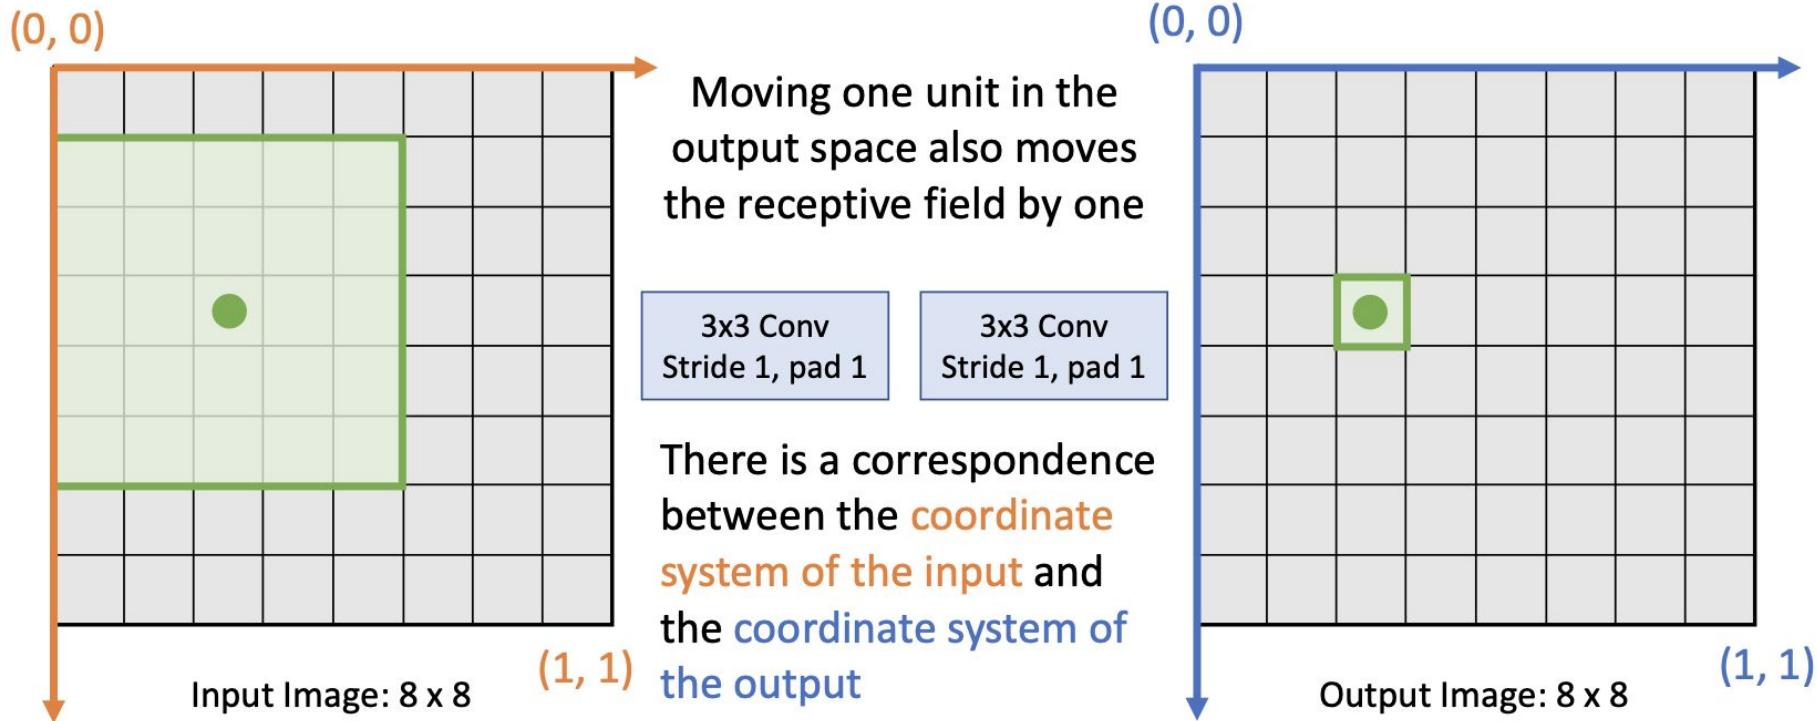 (0, 0)
Moving one unit in the
output space also moves
the receptive field by one
3x3 Conv
Stride 1, pad 1
3x3 Conv
Stride 1, pad 1
There is a correspondence
between the coordinate
system of the input and
the coordinate system of
the output
(1, 1)
Input Image: 8 x 8
(0, 0)
(1, 1)
Output Image: 8 x 8